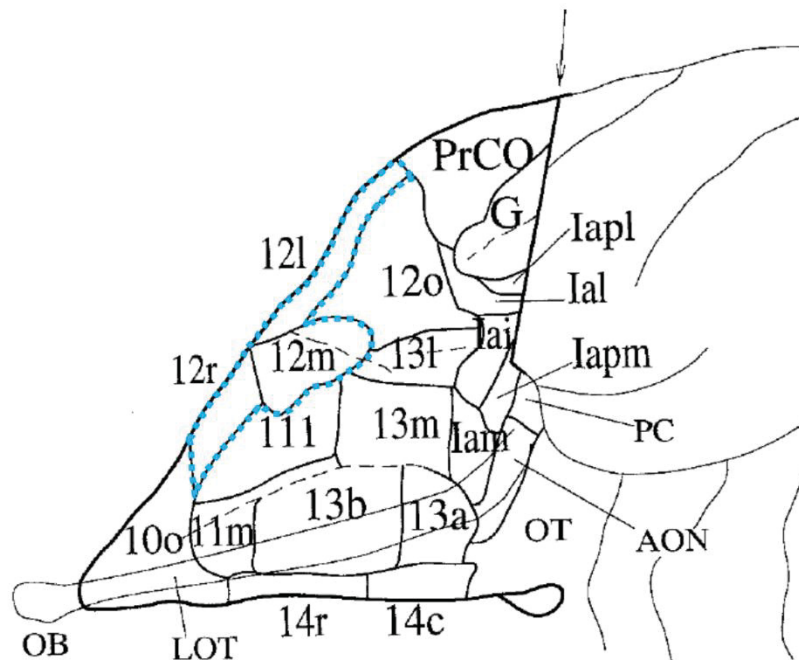 PrCO
G
Iapl
12l
12o
Ial
Iai
12r
12m
13l
Iapm
11l
13m
Iam
PC
13b
13a
10o
11m
OT
AON
OB
LOT
14r
14c